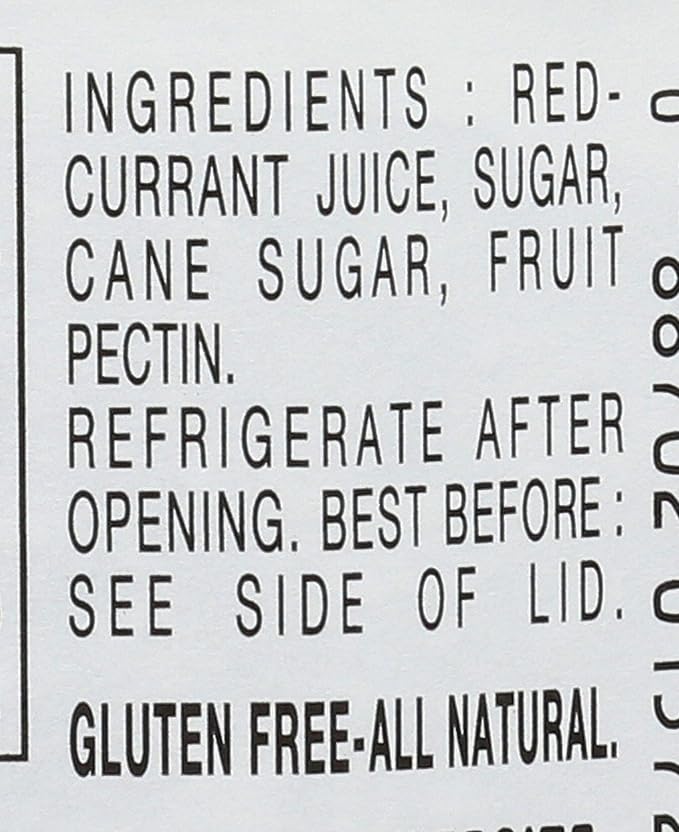 INGREDIENTS : RED-
CURRANT JUICE, SUGAR,
CANE SUGAR, FRUIT
PECTIN.
REFRIGERATE AFTER
OPENING. BEST BEFORE :
SEE SIDE OF LID.
GLUTEN FREE-ALL NATURAL.